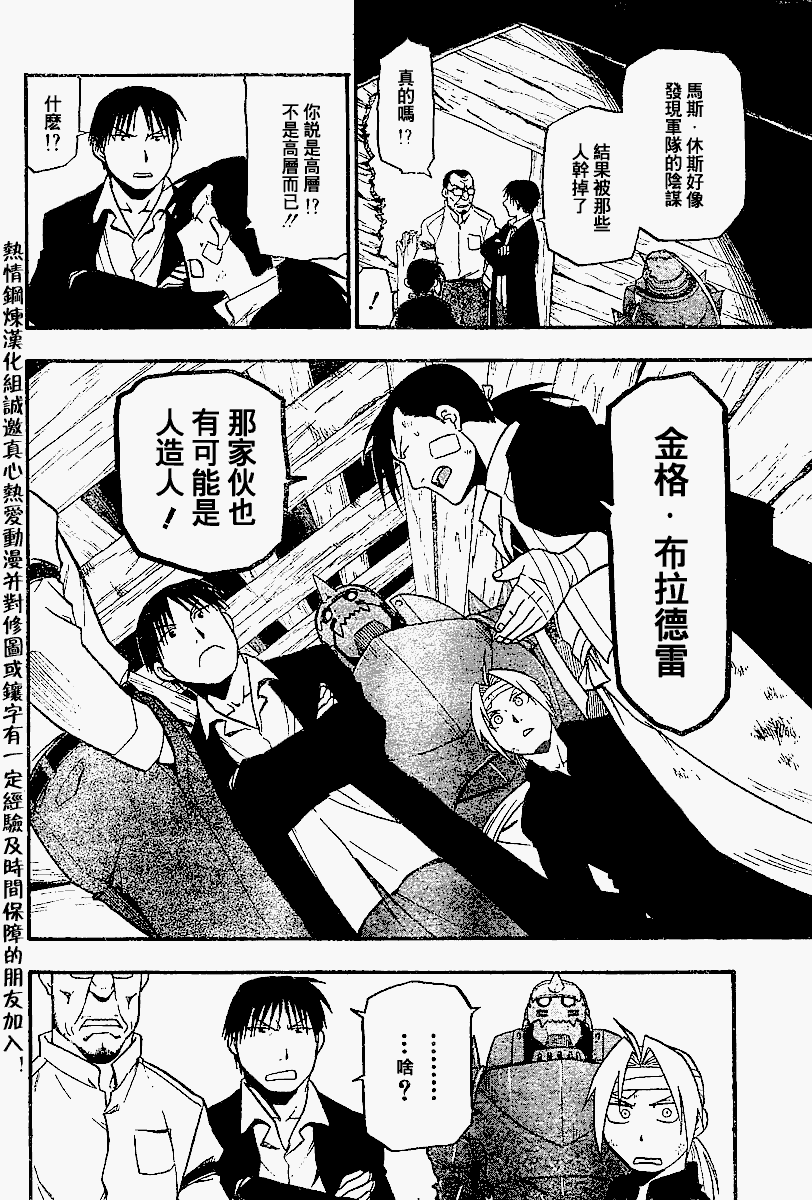 馬斯．休斯好像
發現軍隊的陰謀
結果被那些
人幹掉了
真的嗎!?
!
你說是高層!?
不是高層而已!!
什麼!?
金格．布拉德雷
那家伙也
有可能是
人造人!
………
…啥?
熱情鋼煉漢化組誠邀真心熱愛動漫并對修圖或鑲字有一定經驗及時間保障的朋友加入!